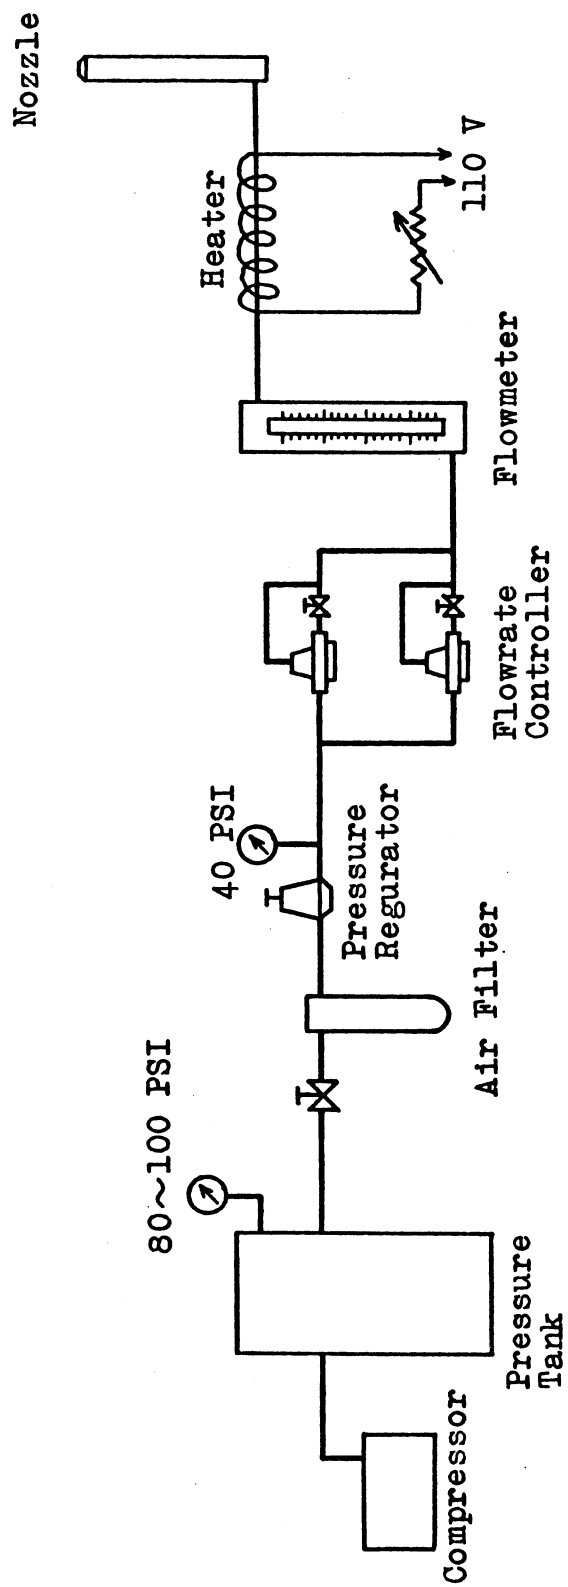 Compressor
Pressure
Tank
80~100 PSI
Air Filter
Pressure
Regurator
40 PSI
Flowrate
Controller
Flowmeter
Heater
110 V
Nozzle